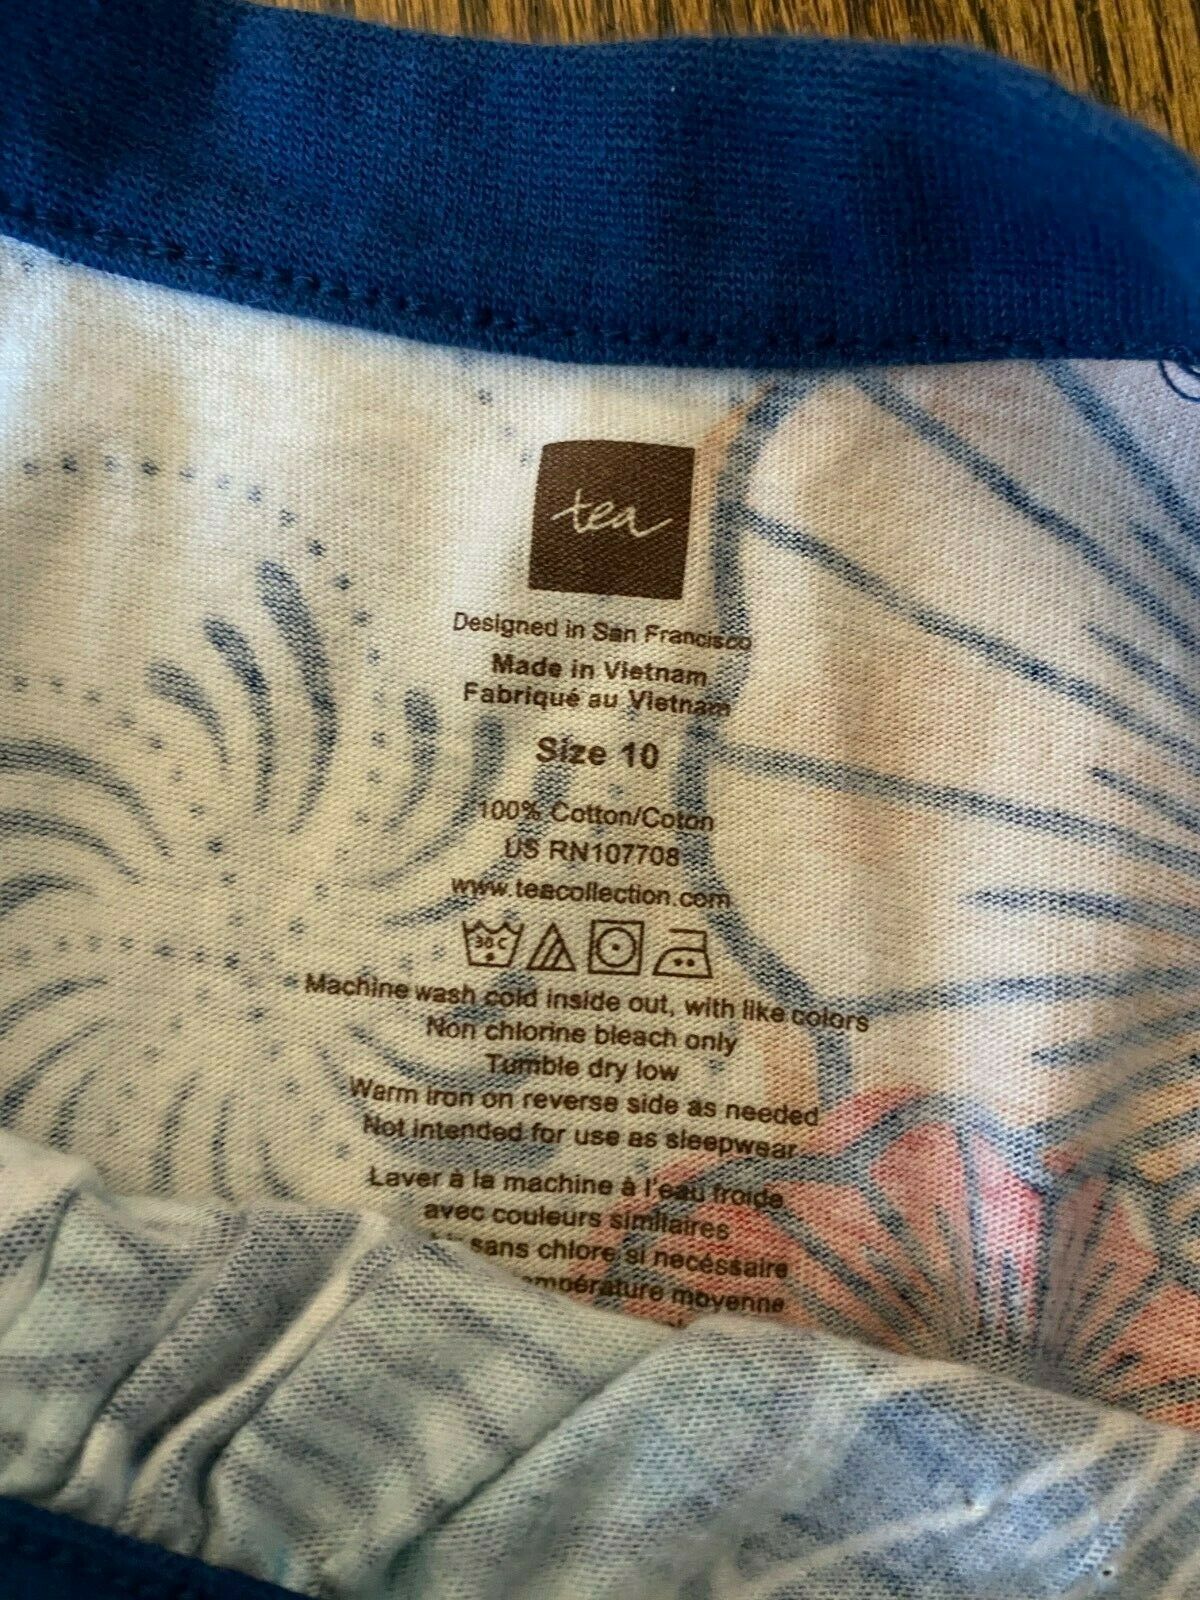 tea
Designed in San Francisco
Made in Vietnam
Fabriqué au Vietnam
Size 10
100% Cotton/Coton
US RN107708
www.teacollection.com
30 C
Machine wash cold inside out, with like colors
Non chlorine bleach only
Tumble dry low
Warm iron on reverse side as needed
Not intended for use as sleepwear
Laver à la machine à l'eau froide
avec couleurs similaires
sans chlore si necéssaire
moyenne